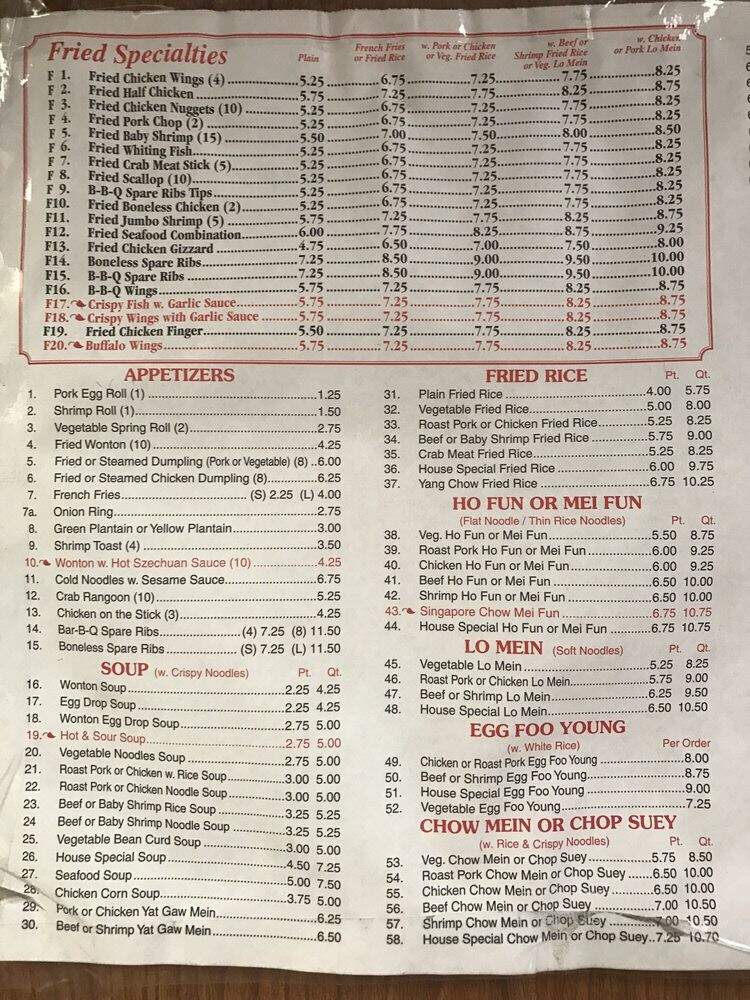 Fried Specialties
Plain
French Fries or Fried Rice
w. Pork or Chicken or Veg. Fried Rice
w. Beef or Shrimp Fried Rice or Veg. Lo Mein
w. Chicken or Pork Lo Mein
F 1. Fried Chicken Wings (4) 5.25 6.75 7.25 7.75 8.25
F 2. Fried Half Chicken 5.75 7.25 7.75 8.25 8.75
F 3. Fried Chicken Nuggets (10) 5.25 6.75 7.25 7.75 8.25
F 4. Fried Pork Chop (2) 5.25 6.75 7.25 7.75 8.25
F 5. Fried Baby Shrimp (15) 5.50 7.00 7.50 8.00 8.50
F 6. Fried Whiting Fish 5.25 6.75 7.25 7.75 8.25
F 7. Fried Crab Meat Stick (5) 5.25 6.75 7.25 7.75 8.25
F 8. Fried Scallop (10) 5.25 6.75 7.25 7.75 8.25
F 9. B-B-Q Spare Ribs Tips 5.25 6.75 7.25 7.75 8.25
F10. Fried Boneless Chicken (2) 5.25 6.75 7.25 7.75 8.25
F11. Fried Jumbo Shrimp (5) 5.75 7.25 7.75 8.25 8.75
F12. Fried Seafood Combination 6.00 7.75 8.25 8.75 9.25
F13. Fried Chicken Gizzard 4.75 6.50 7.00 7.50 8.00
F14. Boneless Spare Ribs 7.25 8.50 9.00 9.50 10.00
F15. B-B-Q Spare Ribs 7.25 8.50 9.00 9.50 10.00
F16. B-B-Q Wings 5.75 7.25 7.75 8.25 8.75
F17. Crispy Fish w. Garlic Sauce 5.75 7.25 7.75 8.25 8.75
F18. Crispy Wings with Garlic Sauce 5.75 7.25 7.75 8.25 8.75
F19. Fried Chicken Finger 5.50 7.25 7.75 8.25 8.75
F20. Buffalo Wings 5.75 7.25 7.75 8.25 8.75
APPETIZERS
1. Pork Egg Roll (1) 1.25
2. Shrimp Roll (1) 1.50
3. Vegetable Spring Roll (2) 2.75
4. Fried Wonton (10) 4.25
5. Fried or Steamed Dumpling (Pork or Vegetable) (8) 6.00
6. Fried or Steamed Chicken Dumpling (8) 6.25
7. French Fries (S) 2.25 (L) 4.00
7a. Onion Ring 2.75
8. Green Plantain or Yellow Plantain 3.00
9. Shrimp Toast (4) 3.50
10. Wonton w. Hot Szechuan Sauce (10) 4.25
11. Cold Noodles w. Sesame Sauce 6.75
12. Crab Rangoon (10) 5.25
13. Chicken on the Stick (3) 4.25
14. Bar-B-Q Spare Ribs (4) 7.25 (8) 11.50
15. Boneless Spare Ribs (S) 7.25 (L) 11.50
SOUP (w. Crispy Noodles) Pt. Qt.
16. Wonton Soup 2.25 4.25
17. Egg Drop Soup 2.25 4.25
18. Wonton Egg Drop Soup 2.75 5.00
19. Hot & Sour Soup 2.75 5.00
20. Vegetable Noodles Soup 2.75 5.00
21. Roast Pork or Chicken w. Rice Soup 3.00 5.00
22. Roast Pork or Chicken Noodle Soup 3.00 5.00
23. Beef or Baby Shrimp Rice Soup 3.25 5.25
24 Beef or Baby Shrimp Noodle Soup 3.25 5.25
25. Vegetable Bean Curd Soup 3.00 5.00
26. House Special Soup 4.50 7.25
27. Seafood Soup 5.00 7.50
28. Chicken Corn Soup 3.75 5.00
29. Pork or Chicken Yat Gaw Mein 6.25
30. Beef or Shrimp Yat Gaw Mein 6.50
FRIED RICE Pt. Qt.
31. Plain Fried Rice 4.00 5.75
32. Vegetable Fried Rice 5.00 8.00
33. Roast Pork or Chicken Fried Rice 5.25 8.25
34. Beef or Baby Shrimp Fried Rice 5.75 9.00
35. Crab Meat Fried Rice 5.25 8.25
36. House Special Fried Rice 6.00 9.75
37. Yang Chow Fried Rice 6.75 10.25
HO FUN OR MEI FUN
(Flat Noodle / Thin Rice Noodles) Pt. Qt.
38. Veg. Ho Fun or Mei Fun 5.50 8.75
39. Roast Pork Ho Fun or Mei Fun 6.00 9.25
40. Chicken Ho Fun or Mei Fun 6.00 9.25
41. Beef Ho Fun or Mei Fun 6.50 10.00
42. Shrimp Ho Fun or Mei Fun 6.50 10.00
43. Singapore Chow Mei Fun 6.75 10.75
44. House Special Ho Fun or Mei Fun 6.75 10.75
LO MEIN (Soft Noodles) Pt. Qt.
45. Vegetable Lo Mein 5.25 8.25
46. Roast Pork or Chicken Lo Mein 5.75 9.00
47. Beef or Shrimp Lo Mein 6.25 9.50
48. House Special Lo Mein 6.50 10.50
EGG FOO YOUNG
(w. White Rice) Per Order
49. Chicken or Roast Pork Egg Foo Young 8.00
50. Beef or Shrimp Egg Foo Young 8.75
51. House Special Egg Foo Young 9.00
52. Vegetable Egg Foo Young 7.25
CHOW MEIN OR CHOP SUEY
(w. Rice & Crispy Noodles) Pt. Qt.
53. Veg. Chow Mein or Chop Suey 5.75 8.50
54. Roast Pork Chow Mein or Chop Suey 6.50 10.00
55. Chicken Chow Mein or Chop Suey 6.50 10.00
56. Beef Chow Mein or Chop Suey 7.00 10.50
57. Shrimp Chow Mein or Chop Suey 7.00 10.50
58. House Special Chow Mein or Chop Suey 7.25 10.70